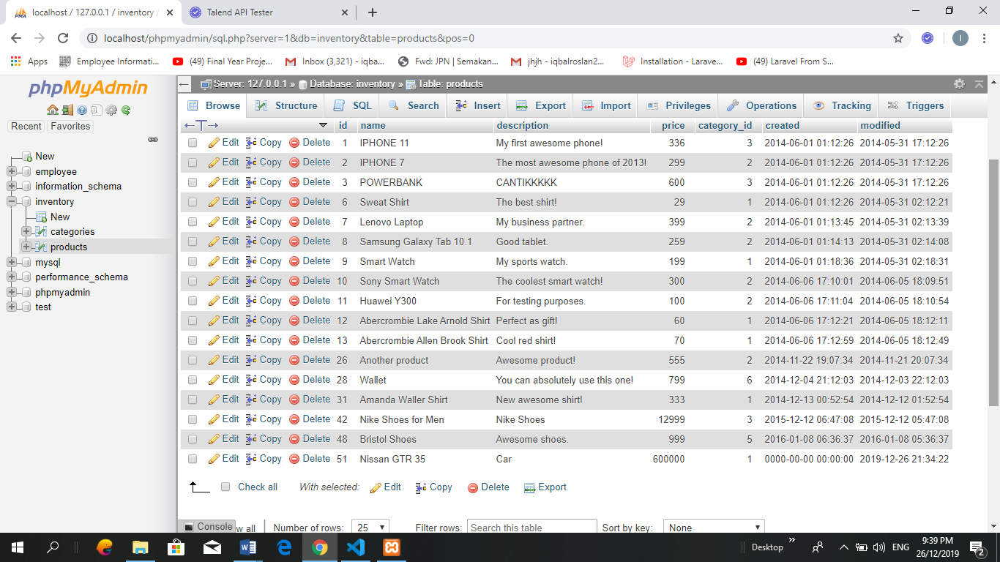 localhost / 127.0.0.1 / inventory /
Talend API Tester
localhost/phpmyadmin/sql.php?server=1&db=inventory&table=products&pos=0
I
Apps
Employee Informati...
(49) Final Year Proje...
Inbox (3,321) - iqba...
Fwd: JPN | Semakan...
jhjh - iqbalroslan2...
Installation - Larave...
(49) Laravel From S...
phpMyAdmin
Recent Favorites
New
employee
information_schema
inventory
New
categories
products
mysql
performance_schema
phpmyadmin
test
Server: 127.0.0.1 » Database: inventory » Table: products
Browse Structure SQL Search Insert Export Import Privileges Operations Tracking Triggers
id name description price category_id created modified
Edit Copy Delete 1 IPHONE 11 My first awesome phone! 336 3 2014-06-01 01:12:26 2014-05-31 17:12:26
Edit Copy Delete 2 IPHONE 7 The most awesome phone of 2013! 299 2 2014-06-01 01:12:26 2014-05-31 17:12:26
Edit Copy Delete 3 POWERBANK CANTIKKKKK 600 3 2014-06-01 01:12:26 2014-05-31 17:12:26
Edit Copy Delete 6 Sweat Shirt The best shirt! 29 1 2014-06-01 01:12:26 2014-05-31 02:12:21
Edit Copy Delete 7 Lenovo Laptop My business partner. 399 2 2014-06-01 01:13:45 2014-05-31 02:13:39
Edit Copy Delete 8 Samsung Galaxy Tab 10.1 Good tablet. 259 2 2014-06-01 01:14:13 2014-05-31 02:14:08
Edit Copy Delete 9 Smart Watch My sports watch. 199 1 2014-06-01 01:18:36 2014-05-31 02:18:31
Edit Copy Delete 10 Sony Smart Watch The coolest smart watch! 300 2 2014-06-06 17:10:01 2014-06-05 18:09:51
Edit Copy Delete 11 Huawei Y300 For testing purposes. 100 2 2014-06-06 17:11:04 2014-06-05 18:10:54
Edit Copy Delete 12 Abercrombie Lake Arnold Shirt Perfect as gift! 60 1 2014-06-06 17:12:21 2014-06-05 18:12:11
Edit Copy Delete 13 Abercrombie Allen Brook Shirt Cool red shirt! 70 1 2014-06-06 17:12:59 2014-06-05 18:12:49
Edit Copy Delete 26 Another product Awesome product! 555 2 2014-11-22 19:07:34 2014-11-21 20:07:34
Edit Copy Delete 28 Wallet You can absolutely use this one! 799 6 2014-12-04 21:12:03 2014-12-03 22:12:03
Edit Copy Delete 31 Amanda Waller Shirt New awesome shirt! 333 1 2014-12-13 00:52:54 2014-12-12 01:52:54
Edit Copy Delete 42 Nike Shoes for Men Nike Shoes 12999 3 2015-12-12 06:47:08 2015-12-12 05:47:08
Edit Copy Delete 48 Bristol Shoes Awesome shoes. 999 5 2016-01-08 06:36:37 2016-01-08 05:36:37
Edit Copy Delete 51 Nissan GTR 35 Car 600000 1 0000-00-00 00:00:00 2019-12-26 21:34:22
Check all With selected: Edit Copy Delete Export
Console w all Number of rows: 25 Filter rows: Search this table Sort by key: None
Desktop » ENG 9:39 PM
26/12/2019 2